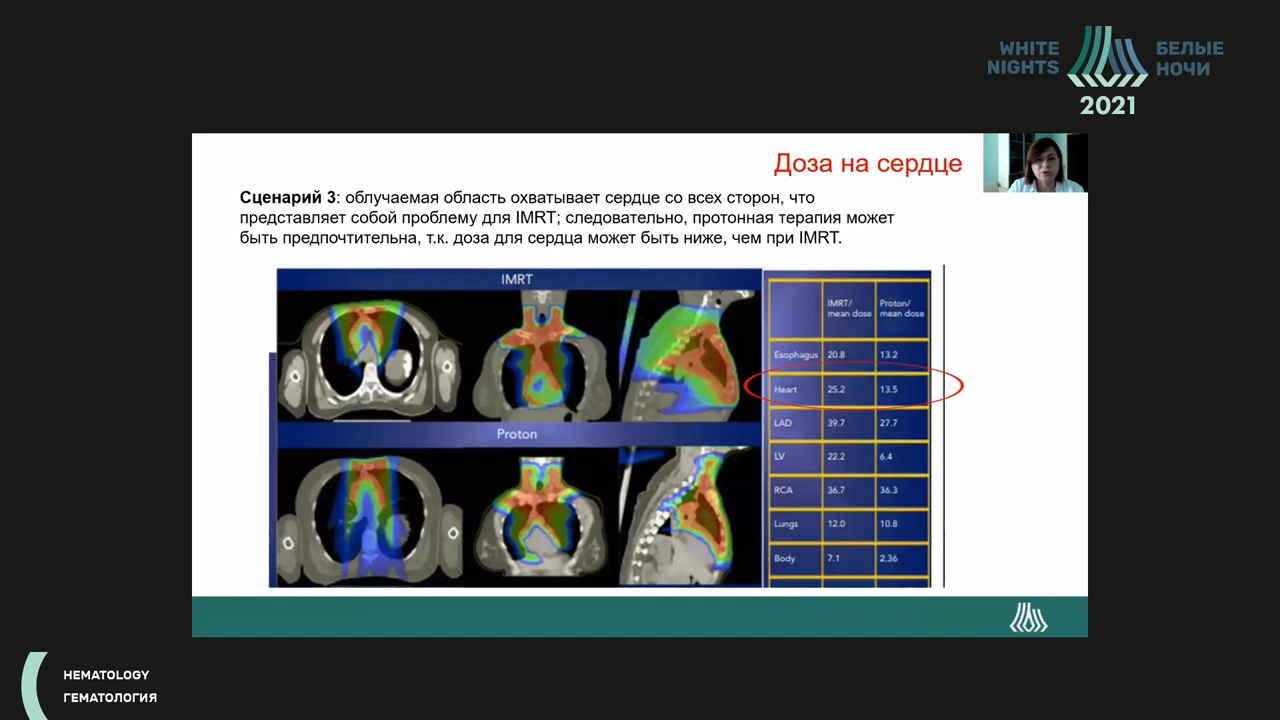 WHITE
NIGHTS
БЕЛЫЕ
НОЧИ
2021
Доза на сердце
Сценарий 3: облучаемая область охватывает сердце со всех сторон, что
представляет собой проблему для IMRT; следовательно, протонная терапия может
быть предпочтительна, т.к. доза для сердца может быть ниже, чем при IMRT.
IMRT
Proton
IMRT/ mean dose Proton/ mean dose
Esophagus 20.8 13.2
Heart 25.2 13.5
LAD 39.7 27.7
LV 22.2 6.4
RCA 36.7 36.3
Lungs 12.0 10.8
Body 7.1 2.36
HEMATOLOGY
ГЕМАТОЛОГИЯ